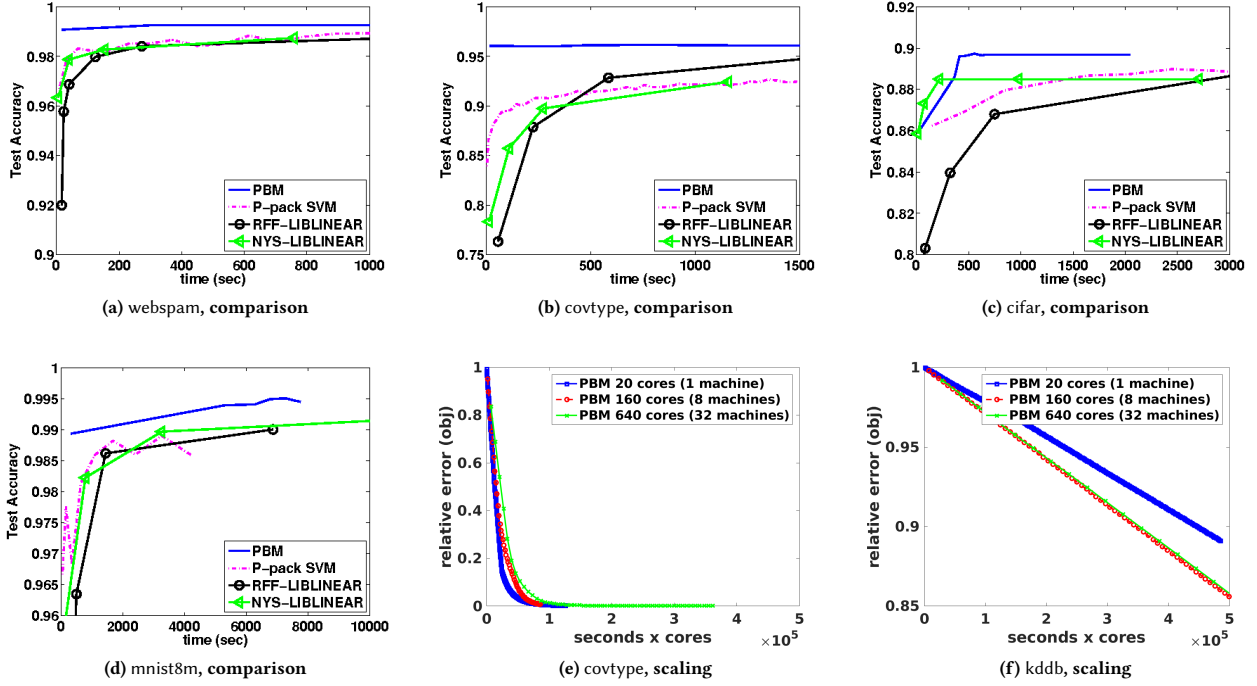 1
0.98
0.96
0.94
0.92
0.9
Test Accuracy
PBM
P-pack SVM
RFF-LIBLINEAR
NYS-LIBLINEAR
0 200 400 600 800 1000
time (sec)
(a) webspam, comparison
1
0.95
0.9
0.85
0.8
0.75
Test Accuracy
PBM
P-pack SVM
RFF-LIBLINEAR
NYS-LIBLINEAR
0 500 1000 1500
time (sec)
(b) covtype, comparison
0.92
0.9
0.88
0.86
0.84
0.82
0.8
Test Accuracy
PBM
P-pack SVM
RFF-LIBLINEAR
NYS-LIBLINEAR
0 500 1000 1500 2000 2500 3000
time (sec)
(c) cifar, comparison
1
0.995
0.99
0.985
0.98
0.975
0.97
0.965
0.96
Test Accuracy
PBM
P-pack SVM
RFF-LIBLINEAR
NYS-LIBLINEAR
0 2000 4000 6000 8000 10000
time (sec)
(d) mnist8m, comparison
1
0.8
0.6
0.4
0.2
0
relative error (obj)
PBM 20 cores (1 machine)
PBM 160 cores (8 machines)
PBM 640 cores (32 machines)
0 1 2 3 4 5
seconds x cores ×10⁵
(e) covtype, scaling
1
0.95
0.9
0.85
relative error (obj)
PBM 20 cores (1 machine)
PBM 160 cores (8 machines)
PBM 640 cores (32 machines)
0 1 2 3 4 5
seconds x cores ×10⁵
(f) kddb, scaling